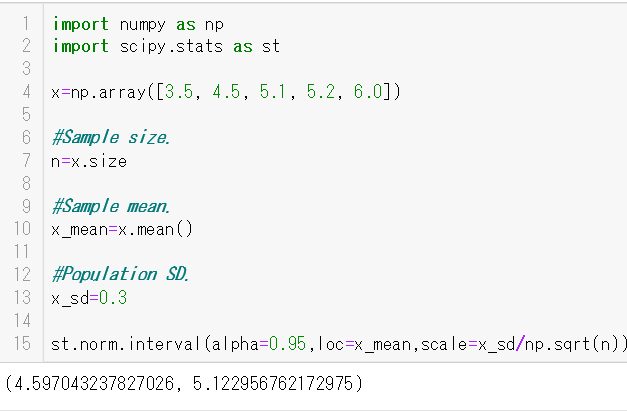 1 import numpy as np
2 import scipy.stats as st
3
4 x=np.array([3.5, 4.5, 5.1, 5.2, 6.0])
5
6 #Sample size.
7 n=x.size
8
9 #Sample mean.
10 x_mean=x.mean()
11
12 #Population SD.
13 x_sd=0.3
14
15 st.norm.interval(alpha=0.95,loc=x_mean,scale=x_sd/np.sqrt(n))
(4.597043237827026, 5.122956762172975)